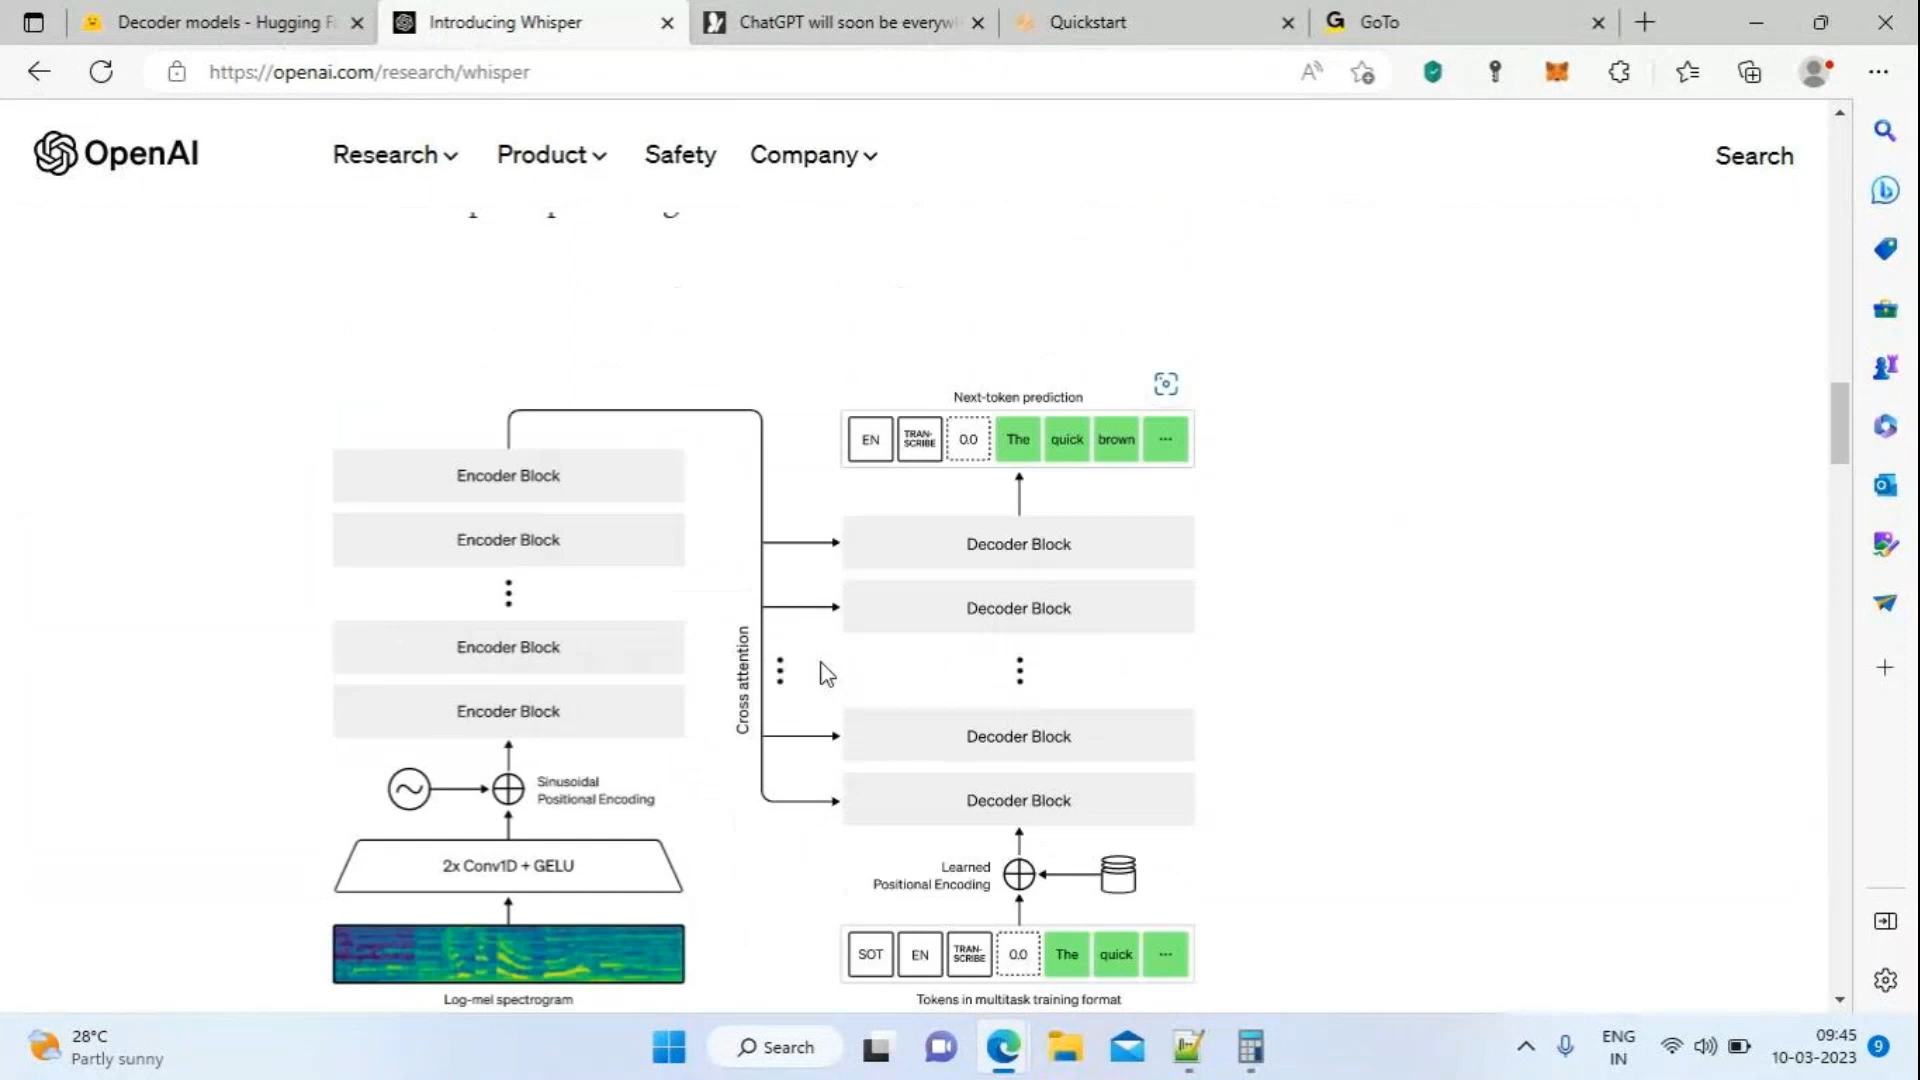 Decoder models - Hugging F
Introducing Whisper
ChatGPT will soon be everyw
Quickstart
G GoTo
https://openai.com/research/whisper
OpenAI
Research
Product
Safety
Company
Search
Next-token prediction
EN
TRAN-
SCRIBE
0.0
The
quick
brown
...
Encoder Block
Encoder Block
Encoder Block
Encoder Block
Cross attention
Decoder Block
Decoder Block
Decoder Block
Decoder Block
Sinusoidal
Positional Encoding
2x Conv1D + GELU
Log-mel spectrogram
Learned
Positional Encoding
SOT
EN
TRAN-
SCRIBE
0.0
The
quick
...
Tokens in multitask training format
28°C
Partly sunny
Search
ENG
IN
09:45
10-03-2023
9